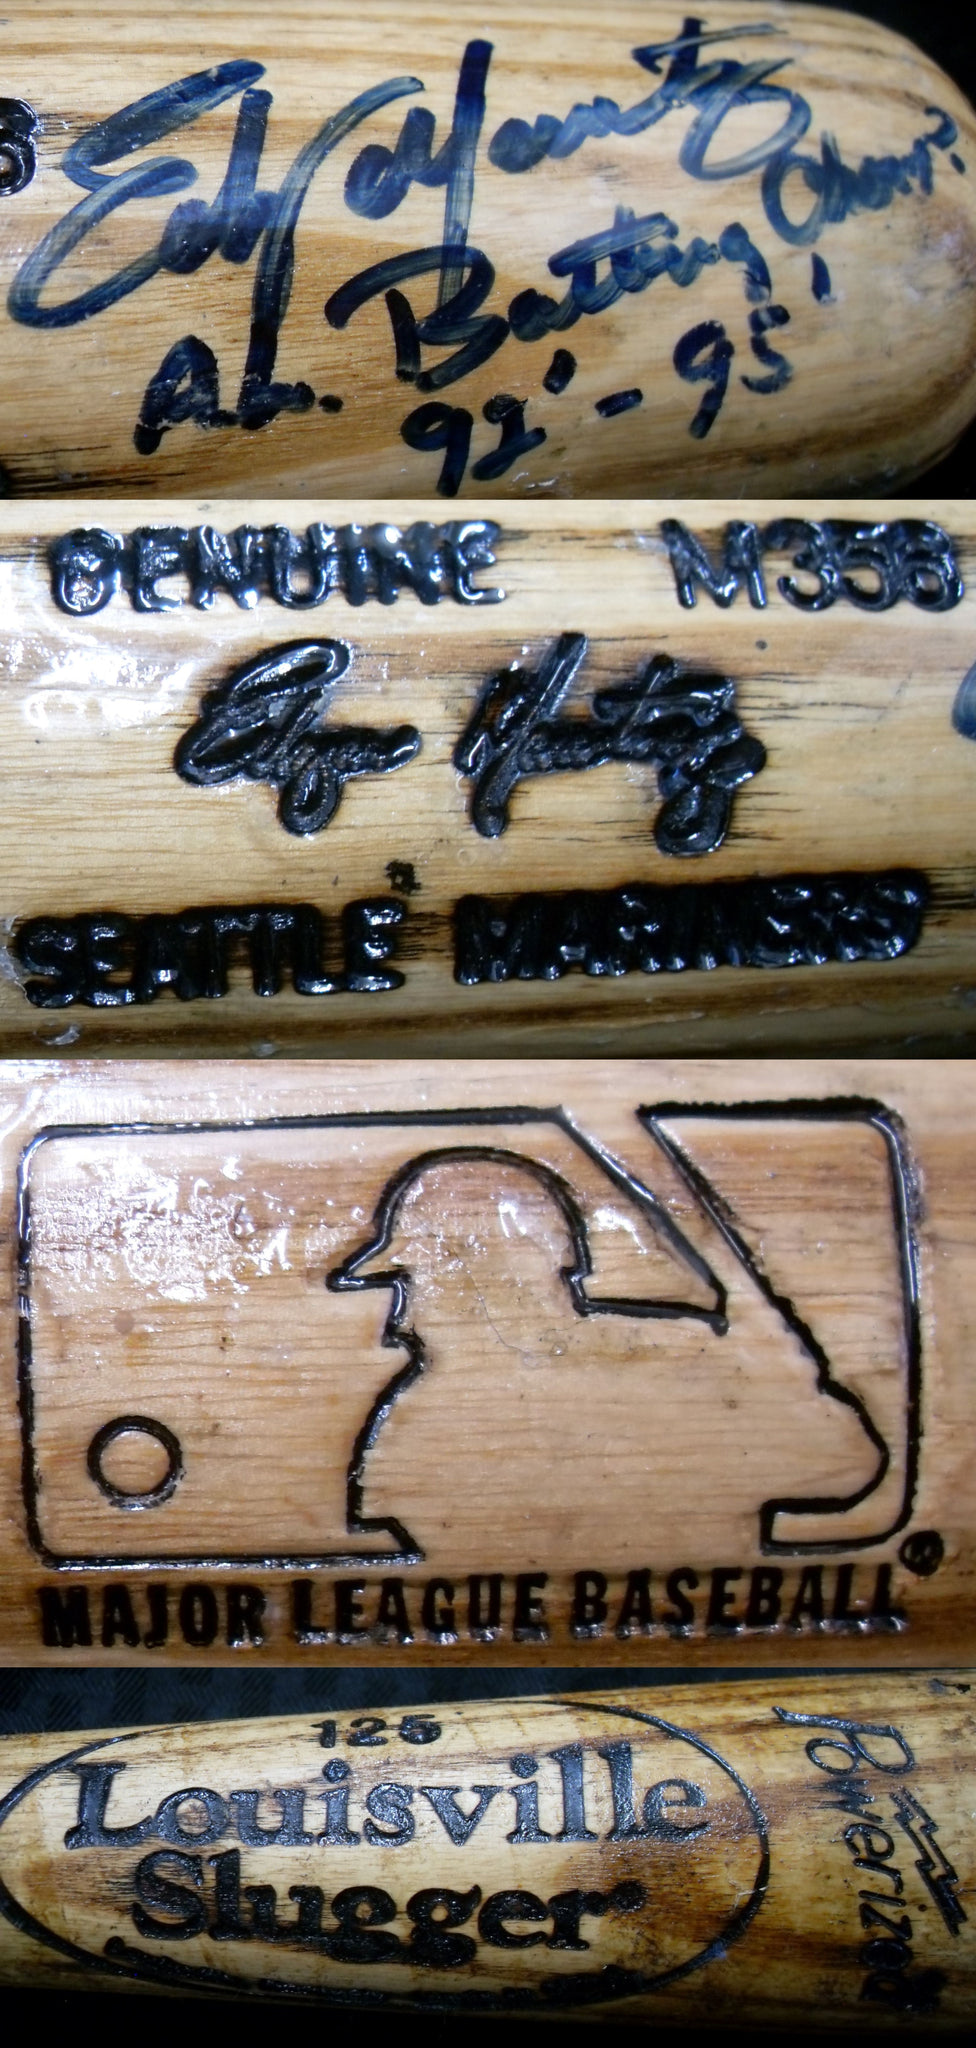 Edgar Martinez
A.L. Batting Champ.
92' - 95'
GENUINE M356
Edgar Martinez
SEATTLE MARINERS
MAJOR LEAGUE BASEBALL®
125
Louisville
Slugger
Powerized